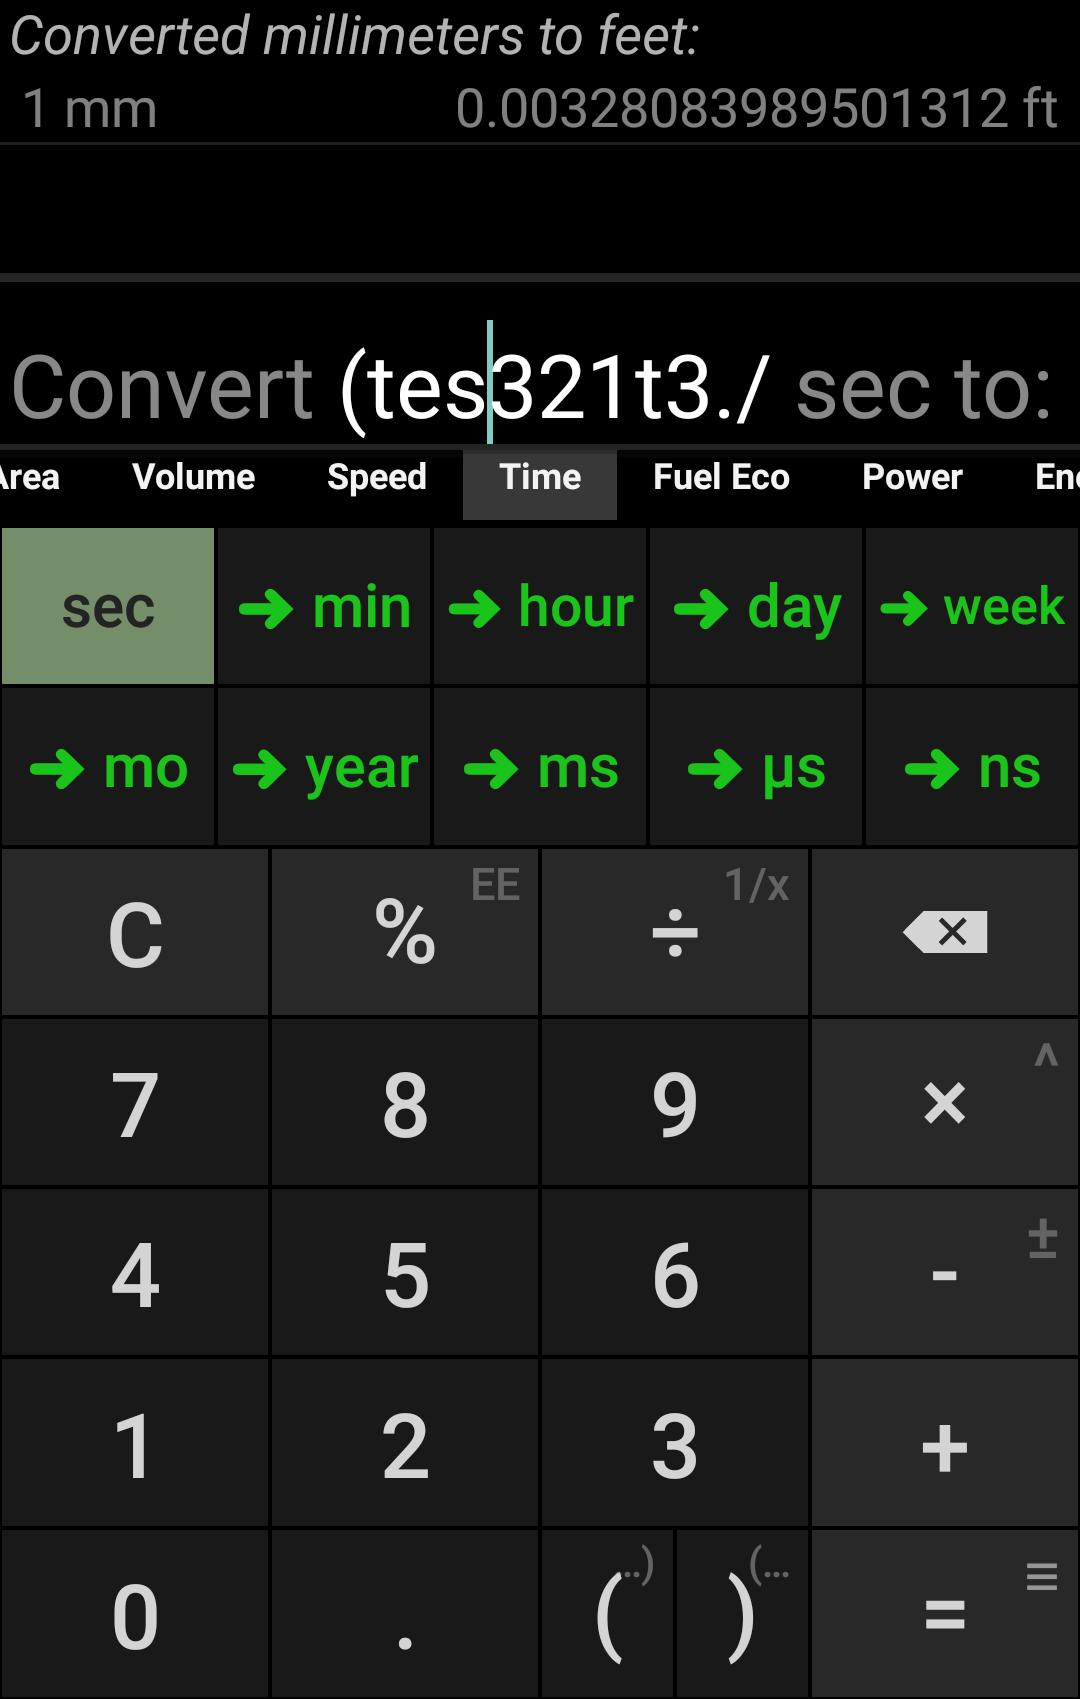 Converted millimeters to feet:
1 mm 0.00328083989501312 ft
Convert (tes321t3./ sec to:
Area Volume Speed Time Fuel Eco Power
sec ➔ min ➔ hour ➔ day ➔ week
➔ mo ➔ year ➔ ms ➔ µs ➔ ns
C % EE ÷ 1/x
7 8 9 × ^
4 5 6 - ±
1 2 3 + 
0 . ( ..) ) (... =